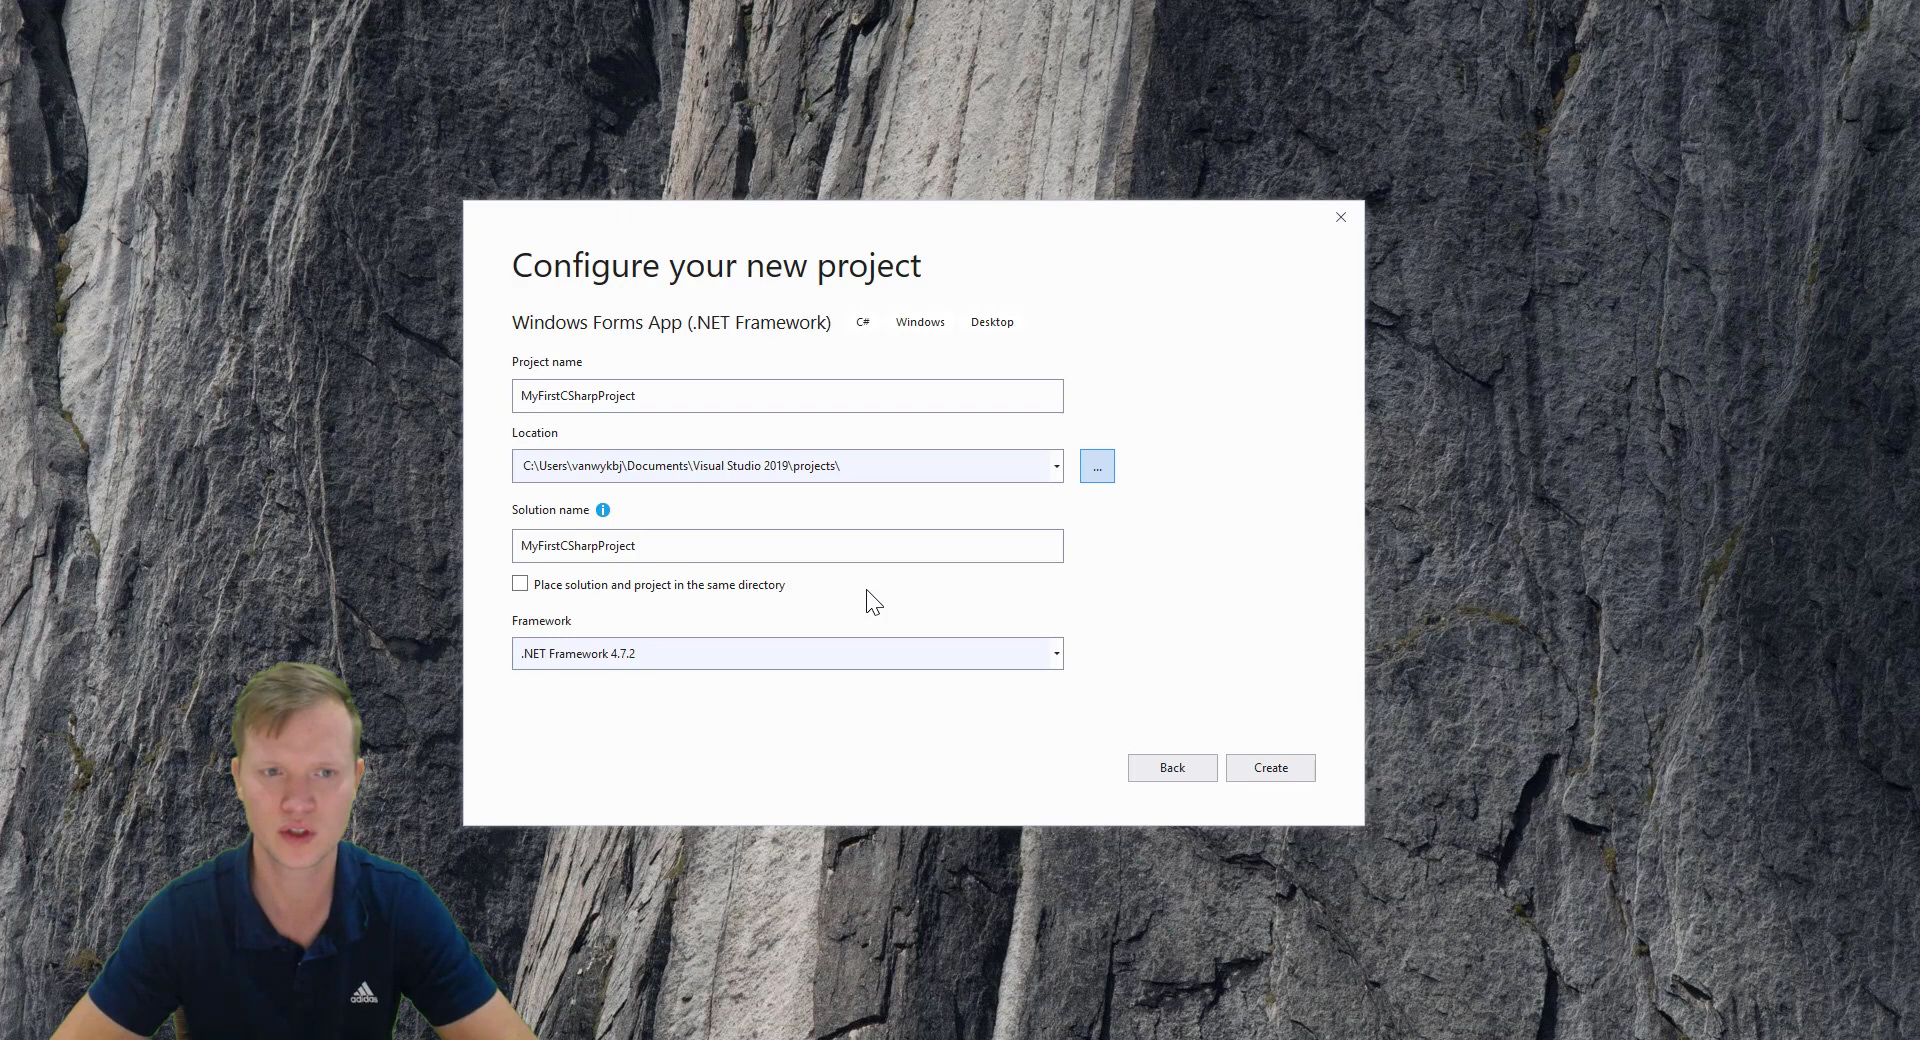 Configure your new project
Windows Forms App (.NET Framework) C# Windows Desktop
Project name
MyFirstCSharpProject
Location
C:\Users\vanwykbj\Documents\Visual Studio 2019\projects\
...
Solution name i
MyFirstCSharpProject
Place solution and project in the same directory
Framework
.NET Framework 4.7.2
Back Create
adidas